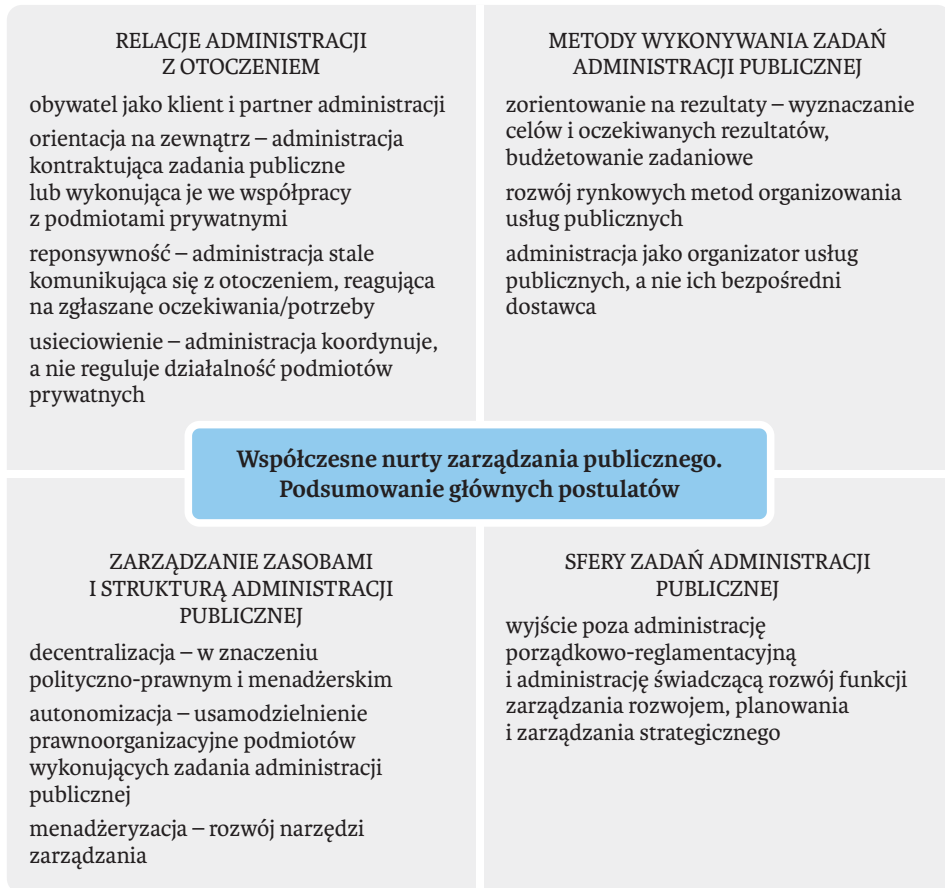 RELACJE ADMINISTRACJI
Z OTOCZENIEM
obywatel jako klient i partner administracji
orientacja na zewnątrz – administracja
kontraktująca zadania publiczne
lub wykonująca je we współpracy
z podmiotami prywatnymi
reponsywność – administracja stale
komunikująca się z otoczeniem, reagująca
na zgłaszane oczekiwania/potrzeby
usieciowienie – administracja koordynuje,
a nie reguluje działalność podmiotów
prywatnych
METODY WYKONYWANIA ZADAŃ
ADMINISTRACJI PUBLICZNEJ
zorientowanie na rezultaty – wyznaczanie
celów i oczekiwanych rezultatów,
budżetowanie zadaniowe
rozwój rynkowych metod organizowania
usług publicznych
administracja jako organizator usług
publicznych, a nie ich bezpośredni
dostawca
Współczesne nurty zarządzania publicznego.
Podsumowanie głównych postulatów
ZARZĄDZANIE ZASOBAMI
I STRUKTURĄ ADMINISTRACJI
PUBLICZNEJ
decentralizacja – w znaczeniu
polityczno-prawnym i menadżerskim
autonomizacja – usamodzielnienie
prawnoorganizacyjne podmiotów
wykonujących zadania administracji
publicznej
menadżeryzacja – rozwój narzędzi
zarządzania
SFERY ZADAŃ ADMINISTRACJI
PUBLICZNEJ
wyjście poza administrację
porządkowo-reglamentacyjną
i administrację świadczącą rozwój funkcji
zarządzania rozwojem, planowania
i zarządzania strategicznego